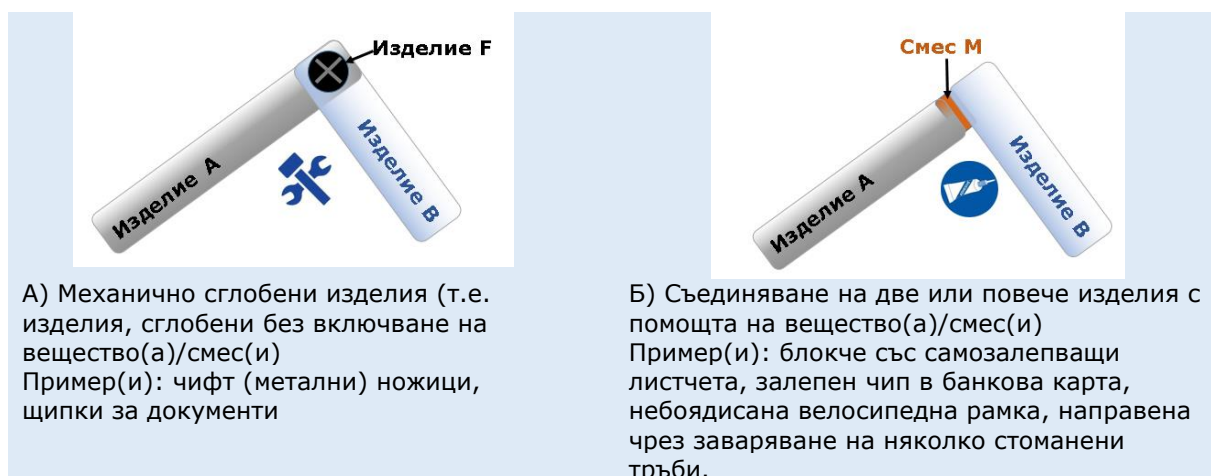 Изделие F
Изделие A
Изделие B
А) Механично сглобени изделия (т.е.
изделия, сглобени без включване на
вещество(а)/смес(и)
Пример(и): чифт (метални) ножици,
щипки за документи
Смес M
Изделие A
Изделие B
Б) Съединяване на две или повече изделия с
помощта на вещество(а)/смес(и)
Пример(и): блокче със самозалепващи
листчета, залепен чип в банкова карта,
небоядисана велосипедна рамка, направена
чрез заваряване на няколко стоманени
тръби.